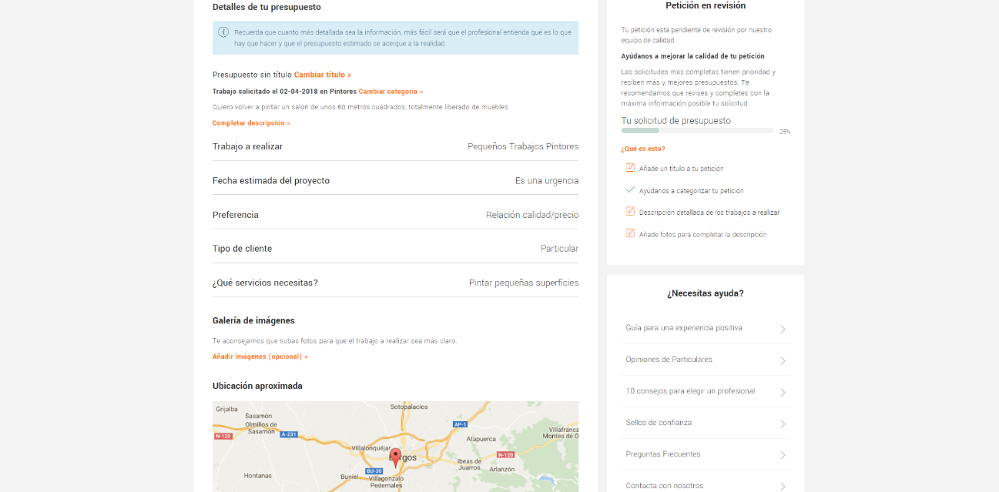 Detalles de tu presupuesto
Recuerda que cuanto más detallada sea la información, más fácil será que el profesional entienda qué es lo que
hay que hacer y que el presupuesto estimado se acerque a la realidad.
Presupuesto sin título Cambiar título »
Trabajo solicitado el 02-04-2018 en Pintores Cambiar categoría »
Quiero volver a pintar un salón de unos 60 metros cuadrados, totalmente liberado de muebles.
Completar descripción »
Trabajo a realizar Pequeños Trabajos Pintores
Fecha estimada del proyecto Es una urgencia
Preferencia Relación calidad/precio
Tipo de cliente Particular
¿Qué servicios necesitas? Pintar pequeñas superfícies
Galería de imágenes
Te aconsejamos que subas fotos para que el trabajo a realizar sea más claro.
Añadir imágenes (opcional) »
Ubicación aproximada
Grijalba
Sasamón
Olmillos de
Sasamón
N-120
A-231
Sotopalacios
AP-1
Villafranca
Montes de O
Atapuerca
Villalonquéjar
Burgos
N-120
Ibeas de
Juarros
Arlanzón
BU-30
Hontanas
Buniel
Villagonzalo
Pedernales
Petición en revisión
Tu petición está pendiente de revisión por nuestro
equipo de calidad.
Ayúdanos a mejorar la calidad de tu petición
Las solicitudes más completas tienen prioridad y
reciben más y mejores presupuestos. Te
recomendamos que revises y completes con la
máxima información posible tu solicitud.
Tu solicitud de presupuesto
25%
¿Qué es esto?
Añade un título a tu petición
Ayúdanos a categorizar tu petición
Descripción detallada de los trabajos a realizar
Añade fotos para completar la descripción
¿Necesitas ayuda?
Guía para una experiencia positiva
Opiniones de Particulares
10 consejos para elegir un profesional
Sellos de confianza
Preguntas Frecuentes
Contacta con nosotros